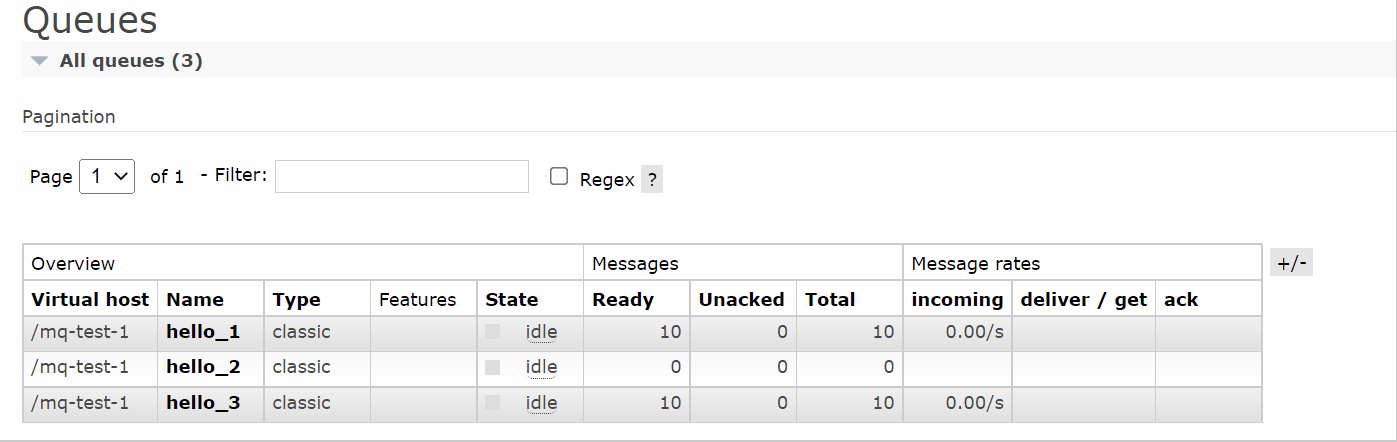 Queues
All queues (3)
Pagination
Page 1 of 1 - Filter: Regex ?
Overview Messages Message rates +/-
Virtual host Name Type Features State Ready Unacked Total incoming deliver / get ack
/mq-test-1 hello_1 classic idle 10 0 10 0.00/s
/mq-test-1 hello_2 classic idle 0 0 0
/mq-test-1 hello_3 classic idle 10 0 10 0.00/s